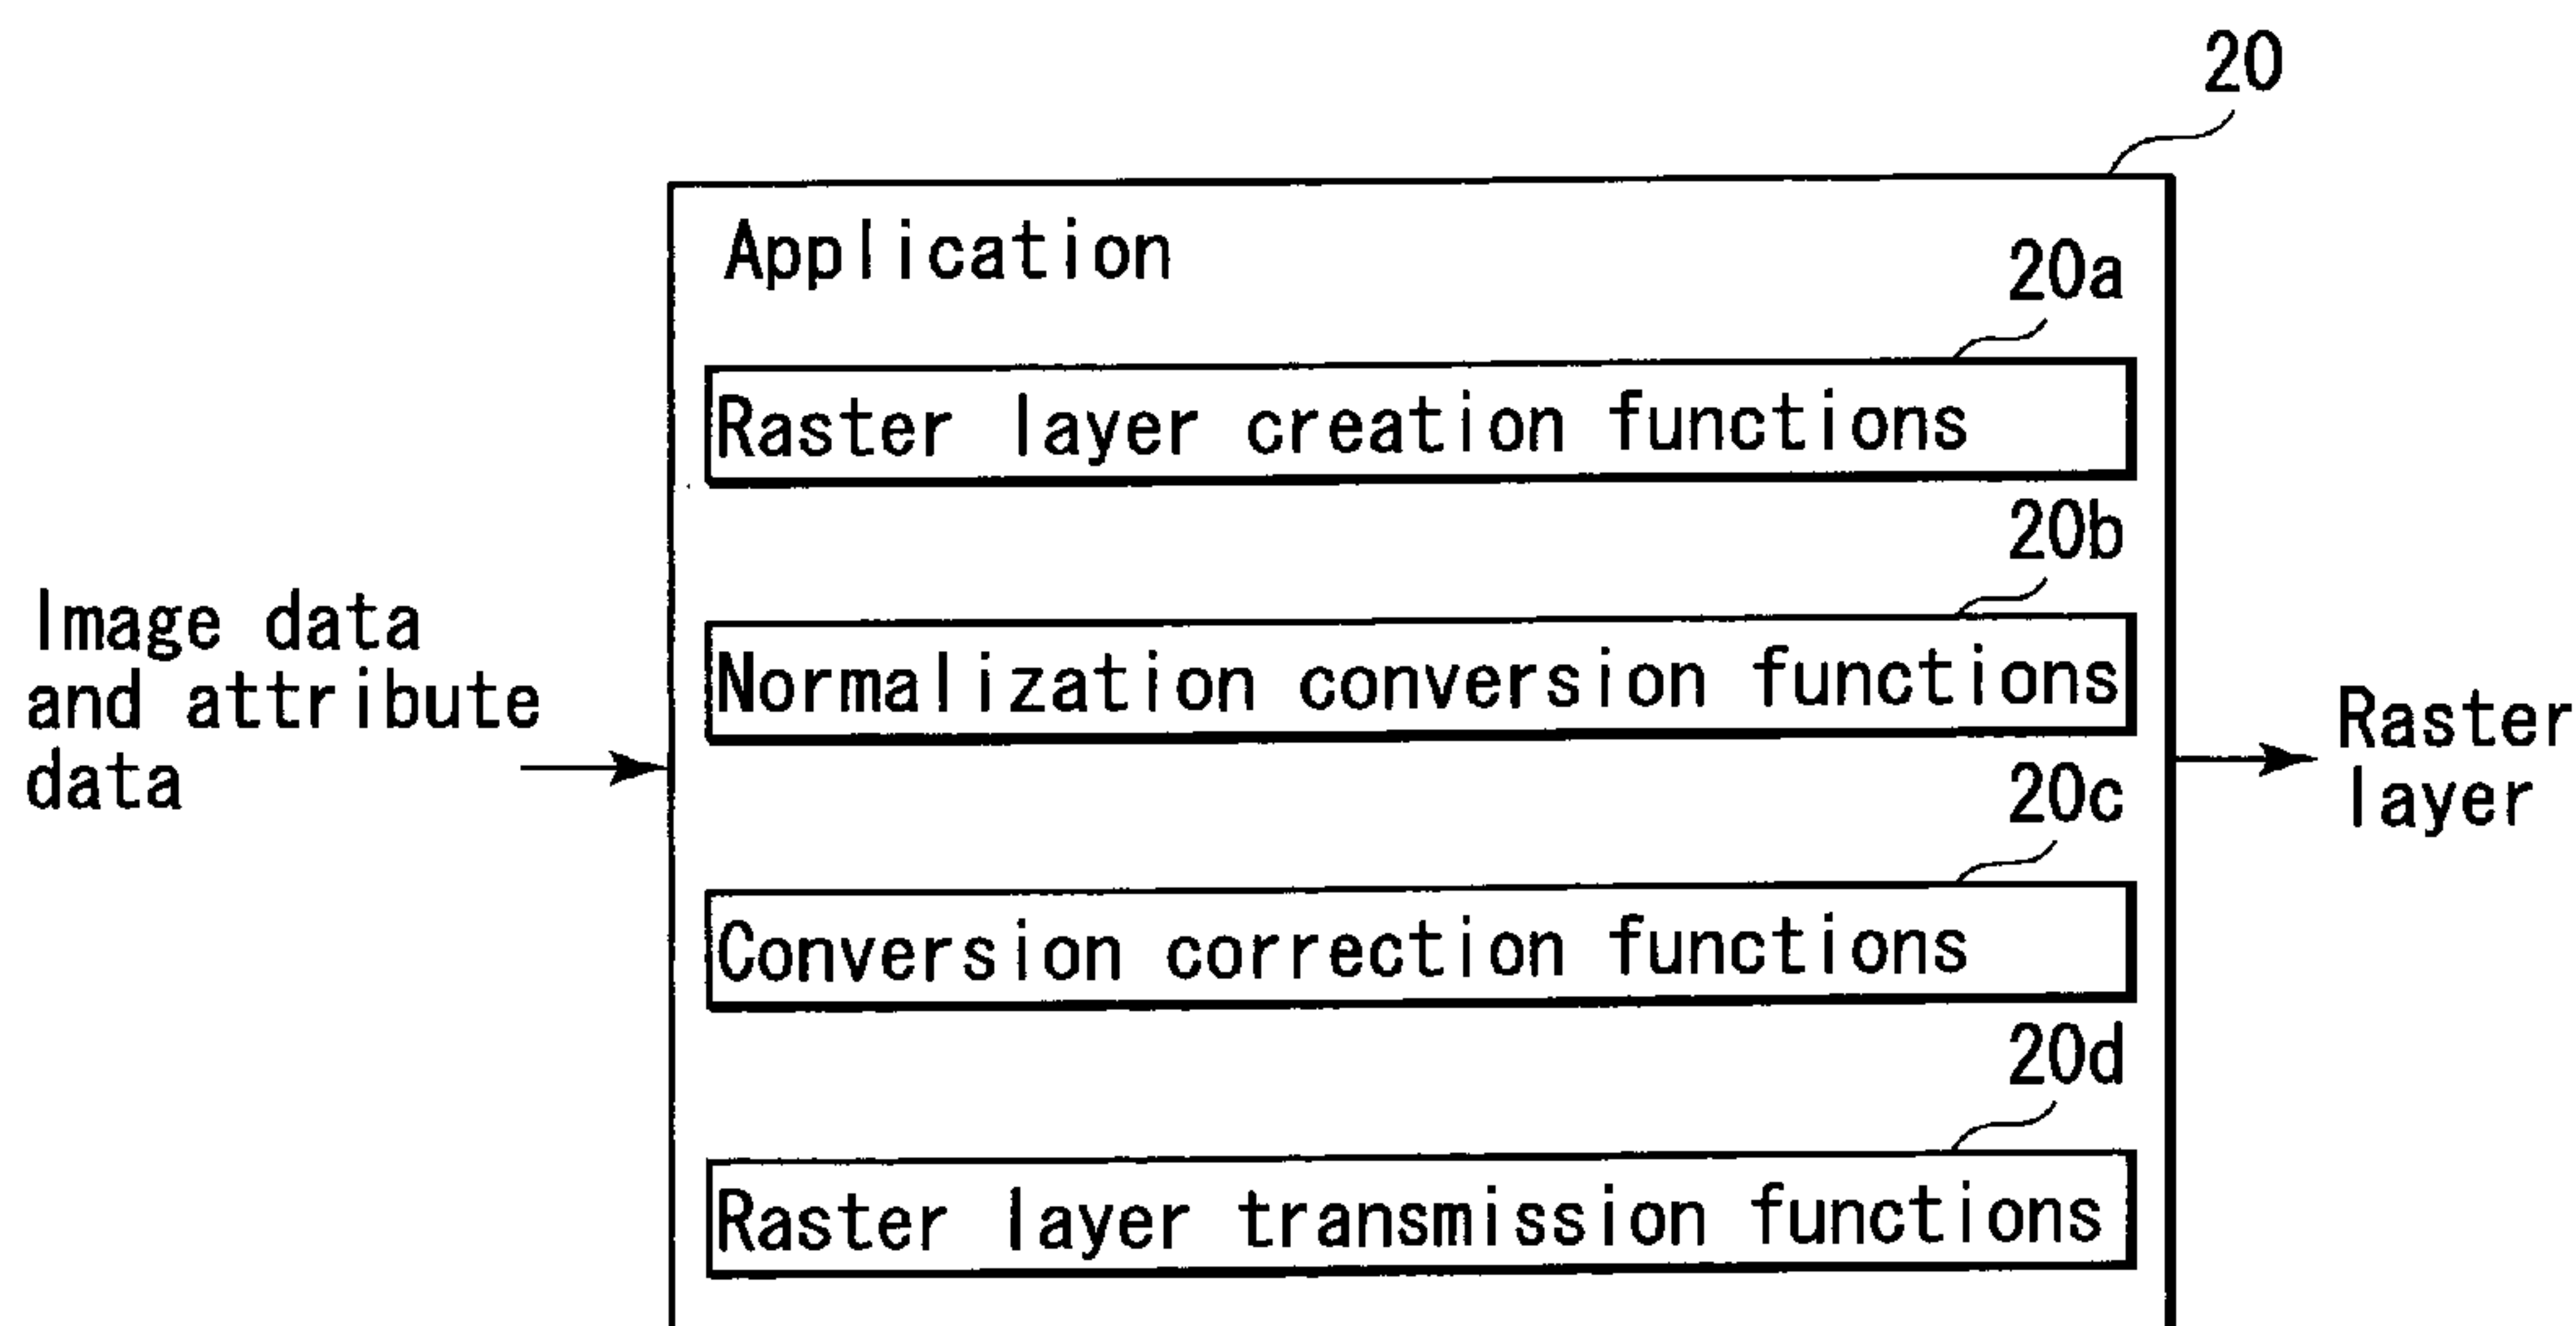 20
Application
20a
Raster layer creation functions
20b
Normalization conversion functions
Image data
and attribute
data
Raster
layer
20c
Conversion correction functions
20d
Raster layer transmission functions